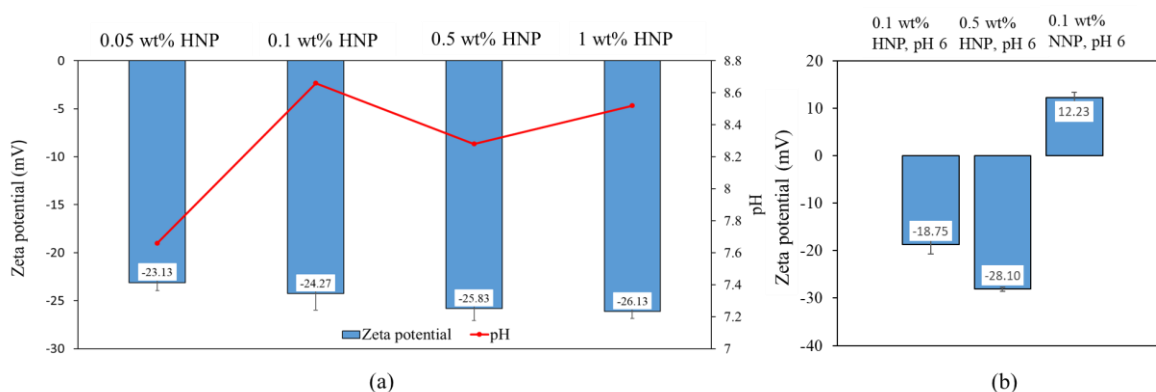 0.05 wt% HNP
0.1 wt% HNP
0.5 wt% HNP
1 wt% HNP
0
-5
-10
-15
-20
-25
-30
Zeta potential (mV)
-23.13
-24.27
-25.83
-26.13
Zeta potential
pH
8.8
8.6
8.4
8.2
8
7.8
7.6
7.4
7.2
7
pH
(a)
0.1 wt%
HNP, pH 6
0.5 wt%
HNP, pH 6
0.1 wt%
NNP, pH 6
20
10
0
-10
-20
-30
-40
Zeta potential (mV)
-18.75
-28.10
12.23
(b)